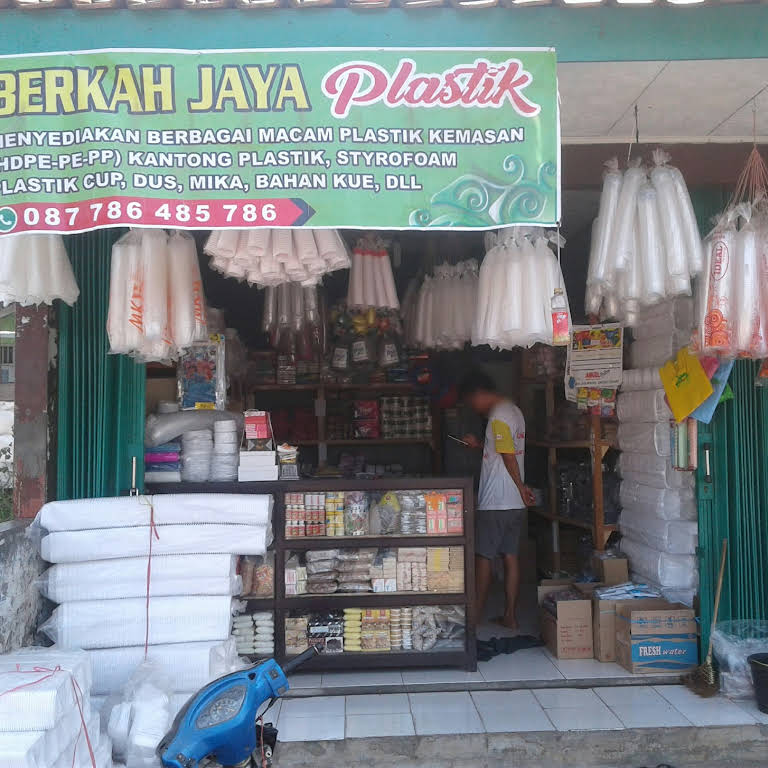 BERKAH JAYA Plastik
MENYEDIAKAN BERBAGAI MACAM PLASTIK KEMASAN
(HDPE-PE-PP) KANTONG PLASTIK, STYROFOAM
PLASTIK CUP, DUS, MIKA, BAHAN KUE, DLL
087 786 485 786
IDEAL
FRESH water